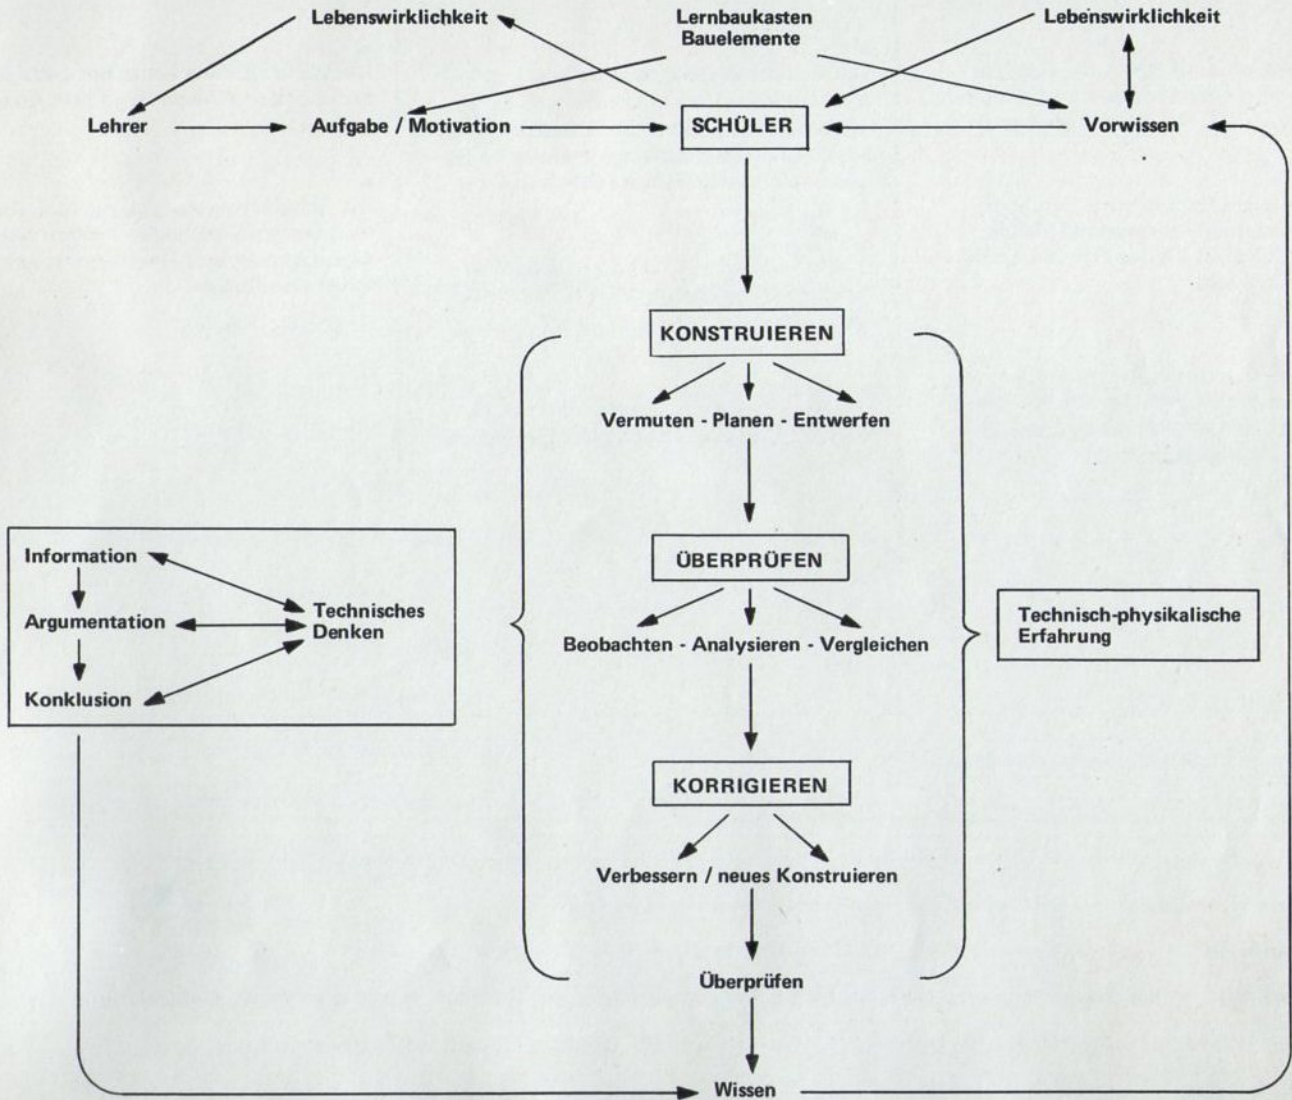 Lebenswirklichkeit
Lernbaukasten
Bauelemente
Lebenswirklichkeit
Lehrer
Aufgabe / Motivation
SCHÜLER
Vorwissen
KONSTRUIEREN
Vermuten - Planen - Entwerfen
ÜBERPRÜFEN
Beobachten - Analysieren - Vergleichen
Information
Argumentation
Konklusion
Technisches
Denken
Technisch-physikalische
Erfahrung
KORRIGIEREN
Verbessern / neues Konstruieren
Überprüfen
Wissen